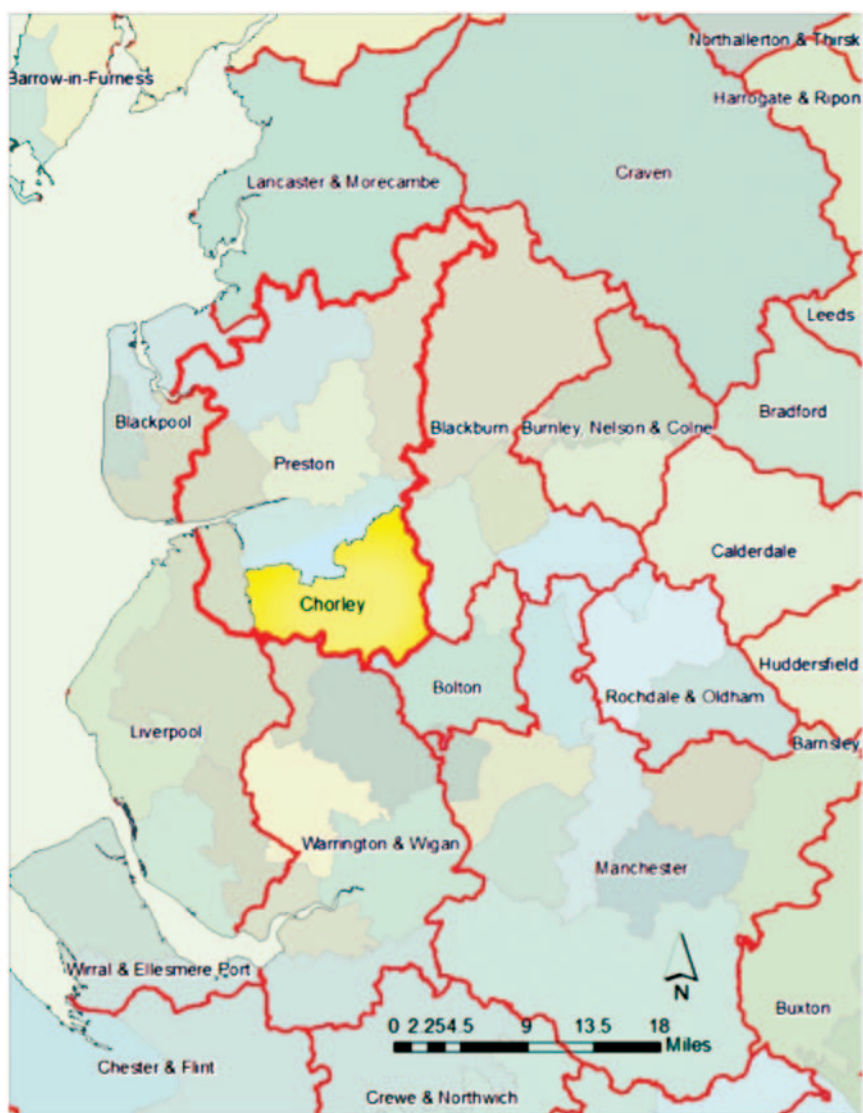 Northallerton & Thirsk
Barrow-in-Furness
Harrogate & Ripon
Craven
Lancaster & Morecambe
Leeds
Bradford
Blackpool
Blackburn
Burnley, Nelson & Colne
Preston
Calderdale
Chorley
Huddersfield
Bolton
Rochdale & Oldham
Liverpool
Barnsley
Warrington & Wigan
Manchester
Wirral & Ellesmere Port
N
Buxton
0 2.25 4.5 9 13.5 18
Miles
Chester & Flint
Crewe & Northwich